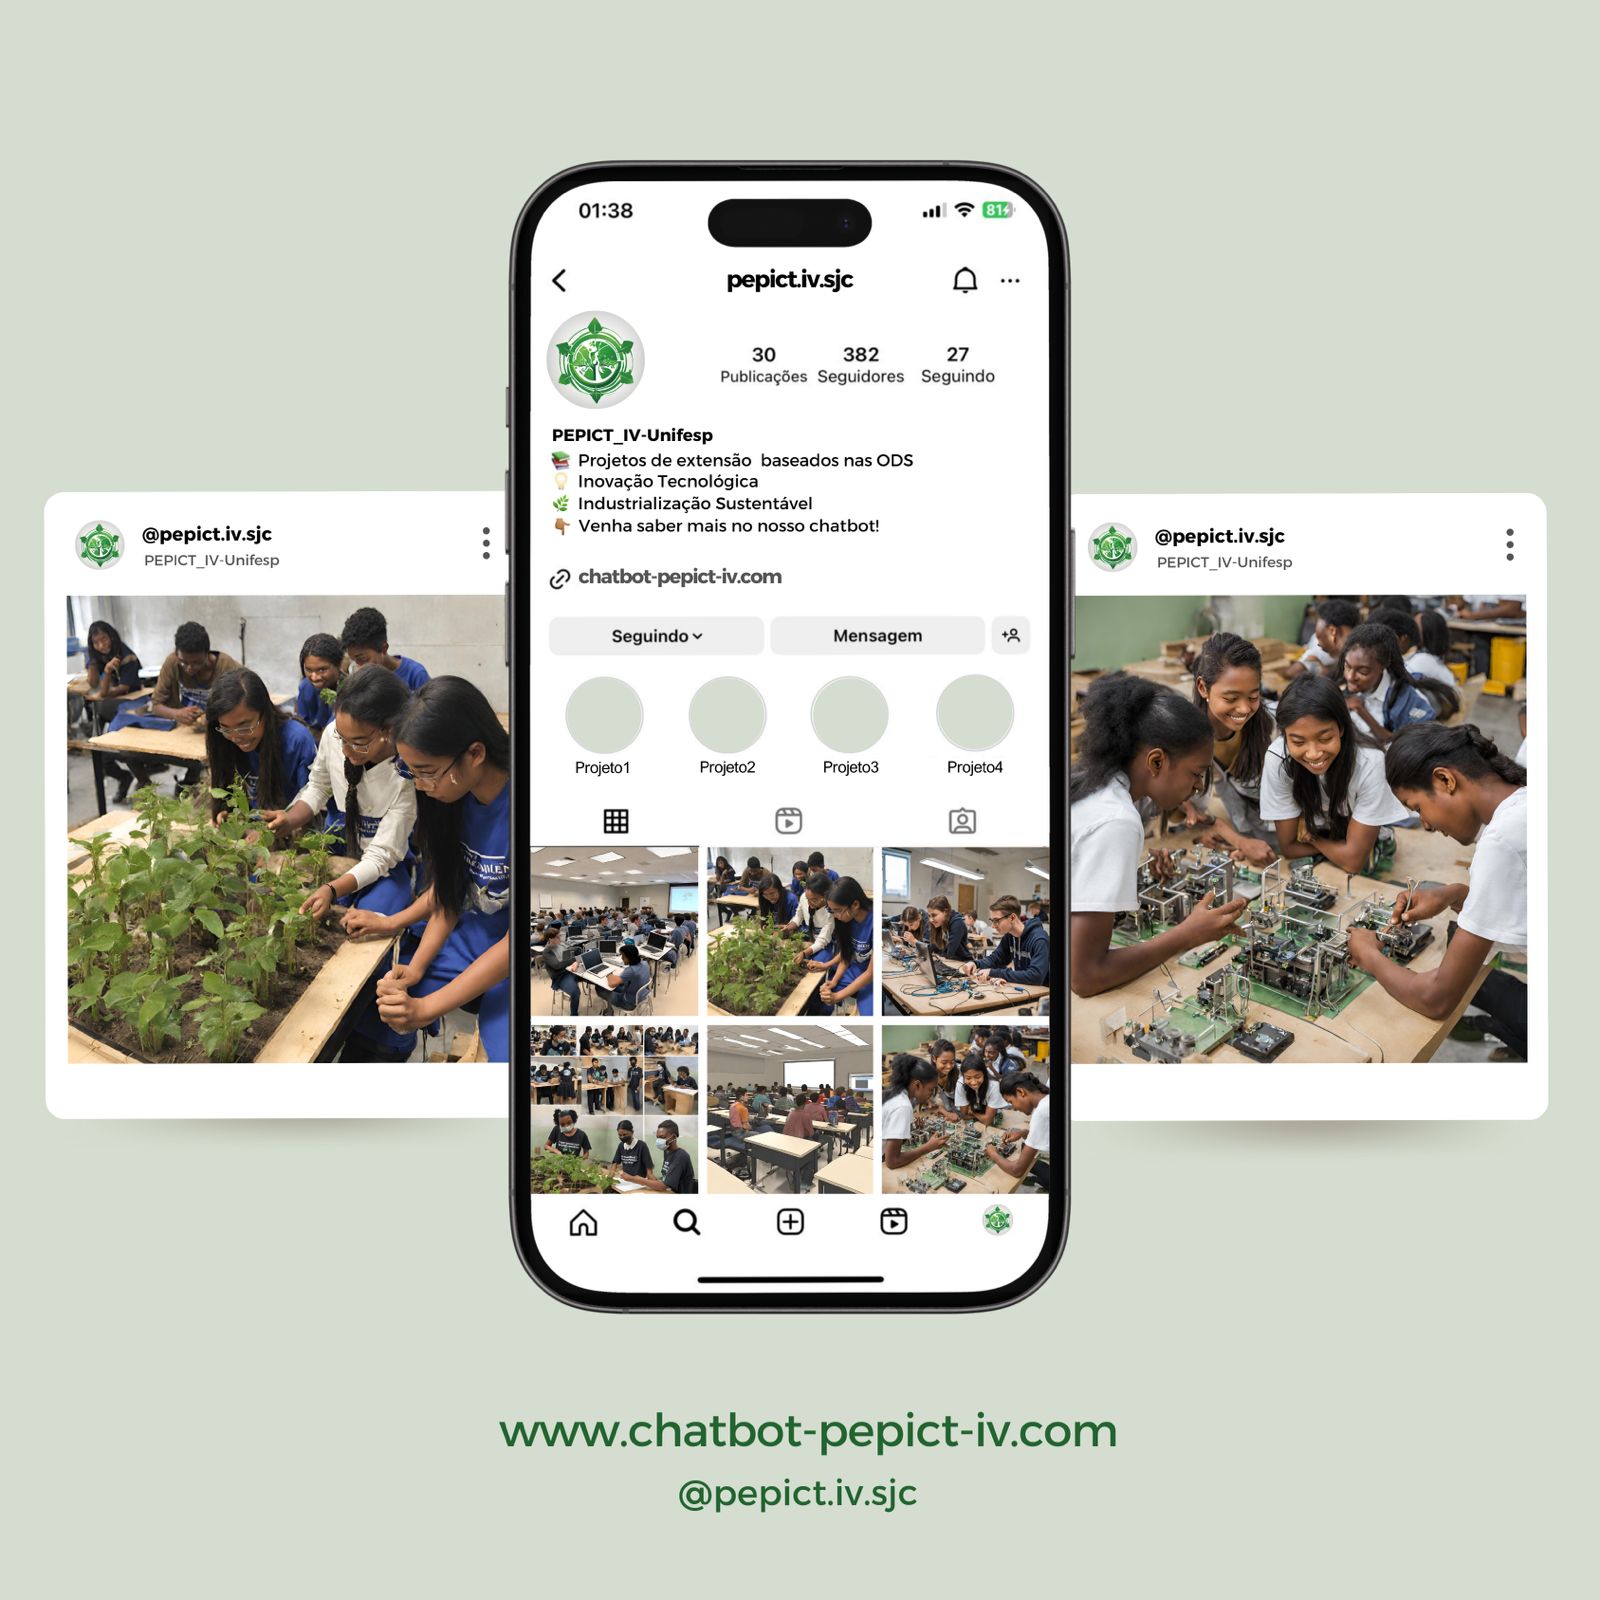 01:38
81
pepict.iv.sjc
30 382 27
Publicações Seguidores Seguindo
PEPICT_IV-Unifesp
Projetos de extensão baseados nas ODS
Inovação Tecnológica
Industrialização Sustentável
Venha saber mais no nosso chatbot!
chatbot-pepict-iv.com
Seguindo Mensagem
Projeto1 Projeto2 Projeto3 Projeto4
@pepict.iv.sjc
PEPICT_IV-Unifesp
@pepict.iv.sjc
PEPICT_IV-Unifesp
www.chatbot-pepict-iv.com
@pepict.iv.sjc